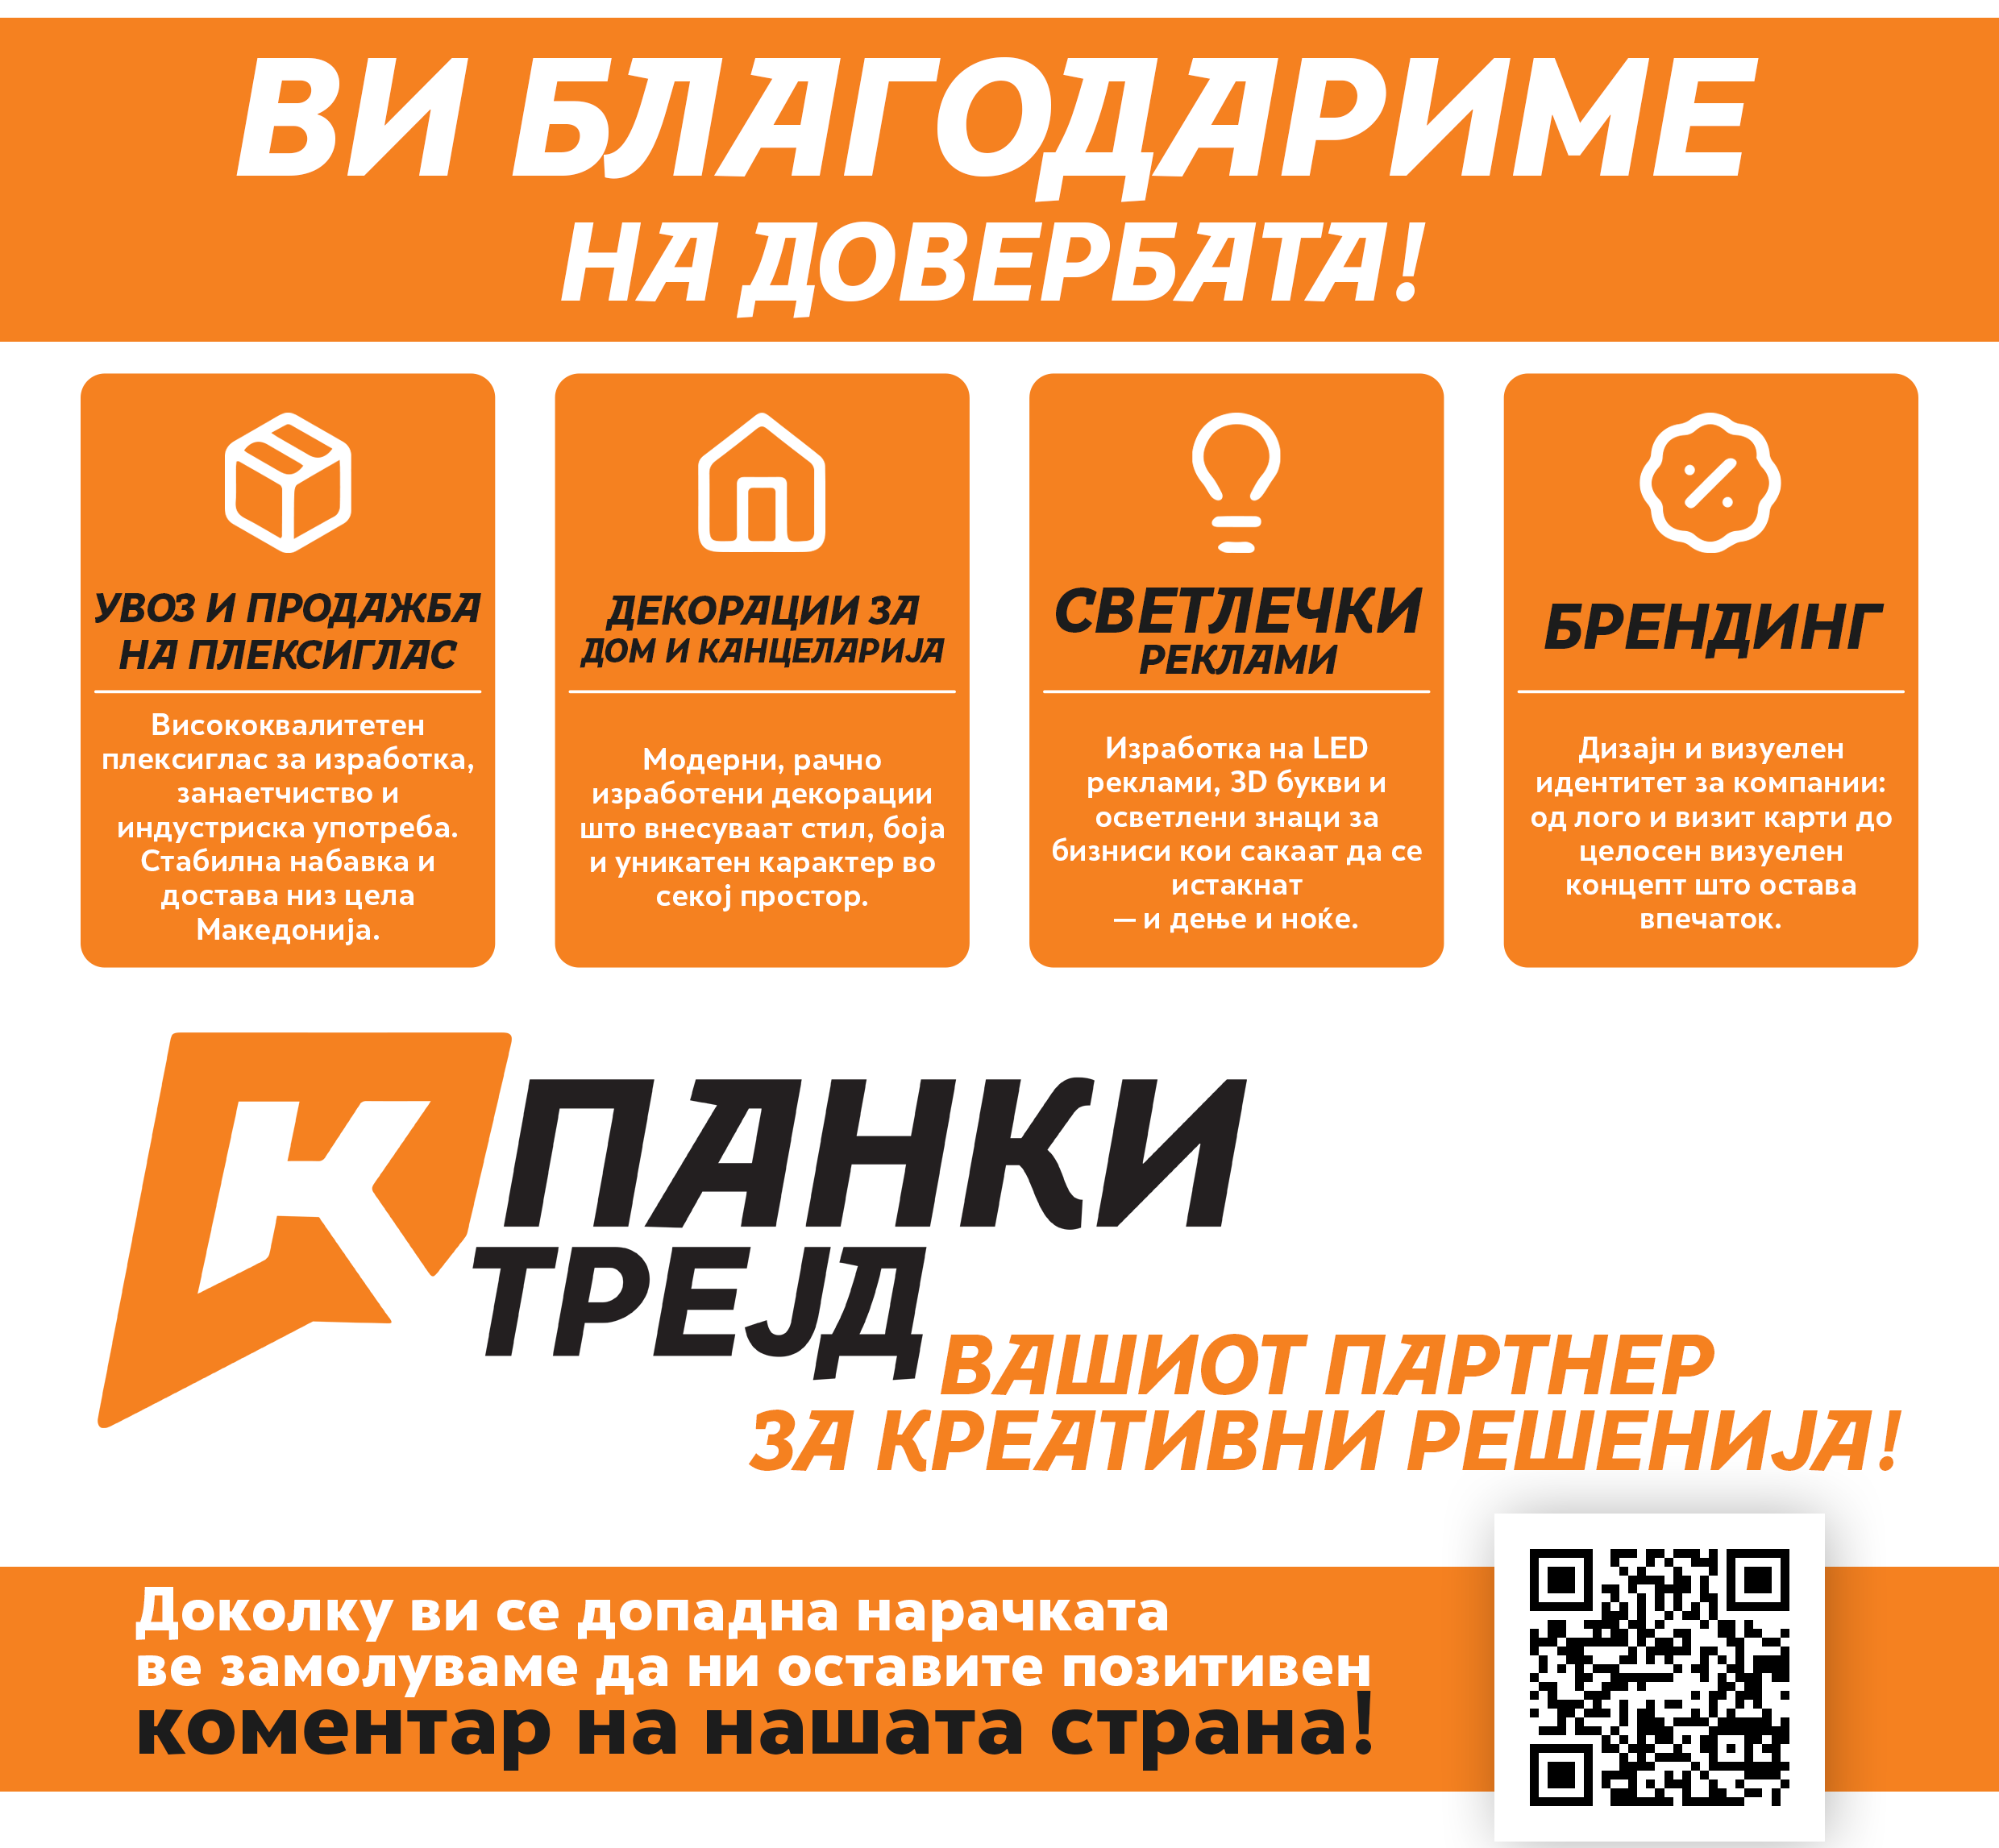 ВИ БЛАГОДАРИМЕ
НА ДОВЕРБАТА!
УВОЗ И ПРОДАЖБА
НА ПЛЕКСИГЛАС
Висококвалитетен
плексиглас за изработка,
занаетчиство и
индустриска употреба.
Стабилна набавка и
достава низ цела
Македонија.
ДЕКОРАЦИИ ЗА
ДОМ И КАНЦЕЛАРИЈА
Модерни, рачно
изработени декорации
што внесуваат стил, боја
и уникатен карактер во
секој простор.
СВЕТЛЕЧКИ
РЕКЛАМИ
Изработка на LED
реклами, 3D букви и
осветлени знаци за
бизниси кои сакаат да се
истакнат
— и дење и ноќе.
БРЕНДИНГ
Дизајн и визуелен
идентитет за компании:
од лого и визит карти до
целосен визуелен
концепт што остава
впечаток.
К
ПАНКИ
ТРЕЈД
ВАШИОТ ПАРТНЕР
ЗА КРЕАТИВНИ РЕШЕНИЈА!
Доколку ви се допадна нарачката
ве замолуваме да ни оставите позитивен
коментар на нашата страна!